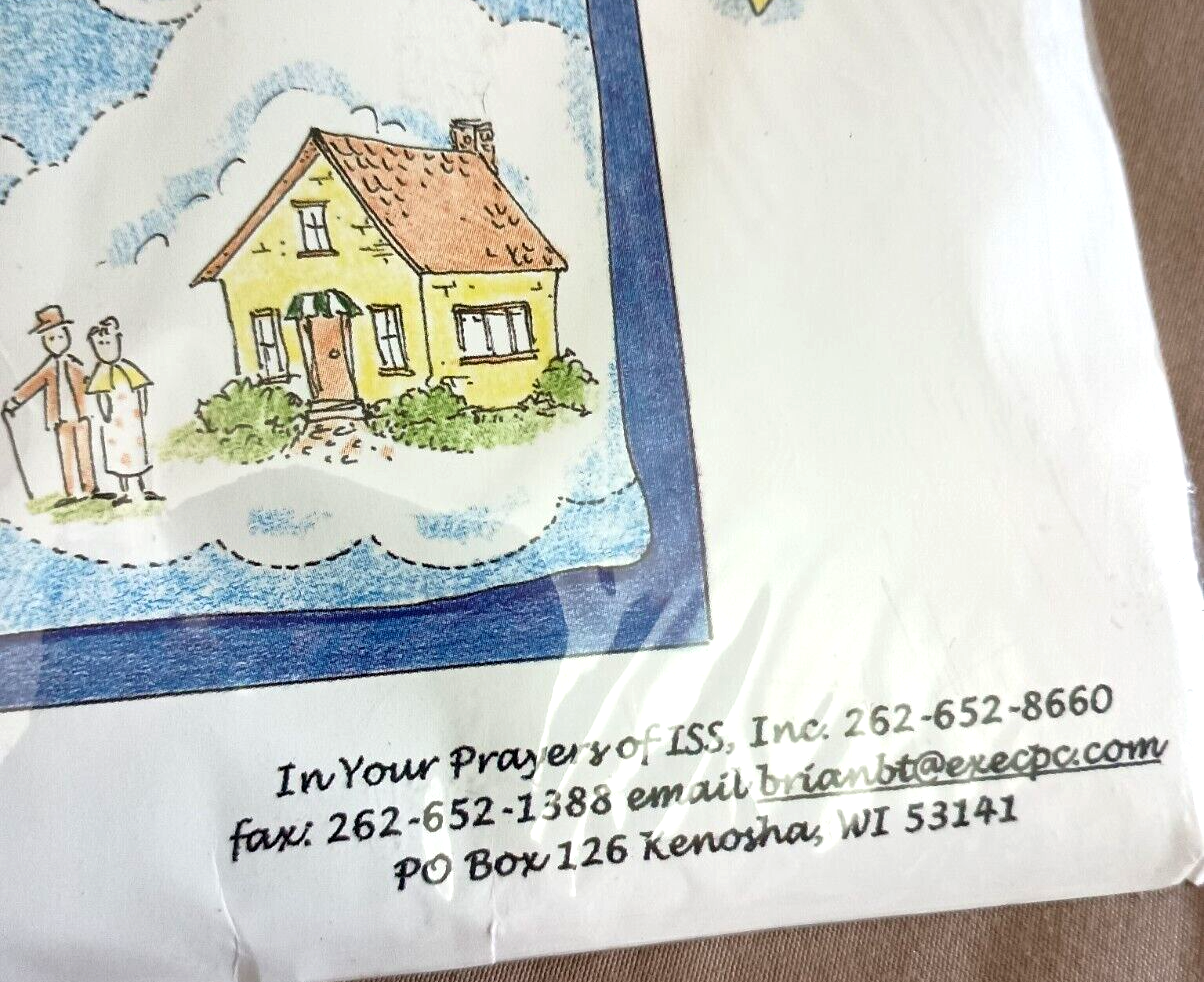 In Your Prayers of ISS, Inc. 262-652-8660
fax: 262-652-1388 email brianbt@execpc.com
PO Box 126 Kenosha, WI 53141